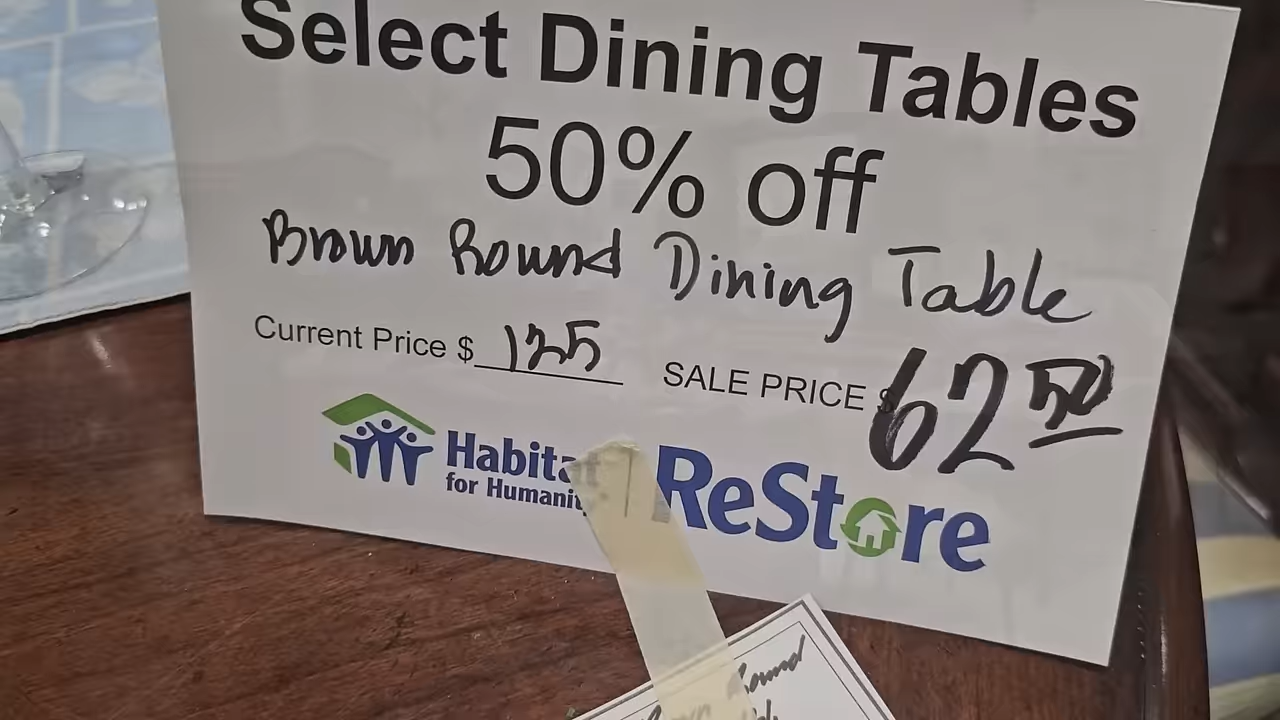 Select Dining Tables
50% off
Brown Round Dining Table
Current Price $ 125 SALE PRICE $62 50
Habitat
for Humanity
ReStore
Round